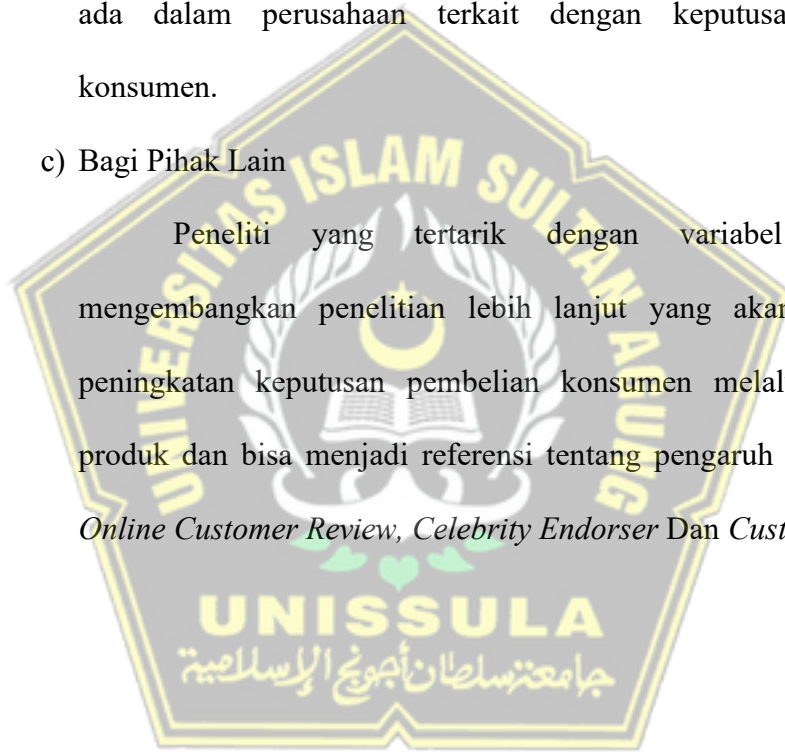 ada dalam perusahaan terkait dengan keputusa
konsumen.
c) Bagi Pihak Lain
Peneliti yang tertarik dengan variabel
mengembangkan penelitian lebih lanjut yang akan
peningkatan keputusan pembelian konsumen melal
produk dan bisa menjadi referensi tentang pengaruh
Online Customer Review, Celebrity Endorser Dan Cust
UNIVERSITAS ISLAM SULTAN AGUNG
UNISSULA
جامعتسلطان أجونج الإسلامية